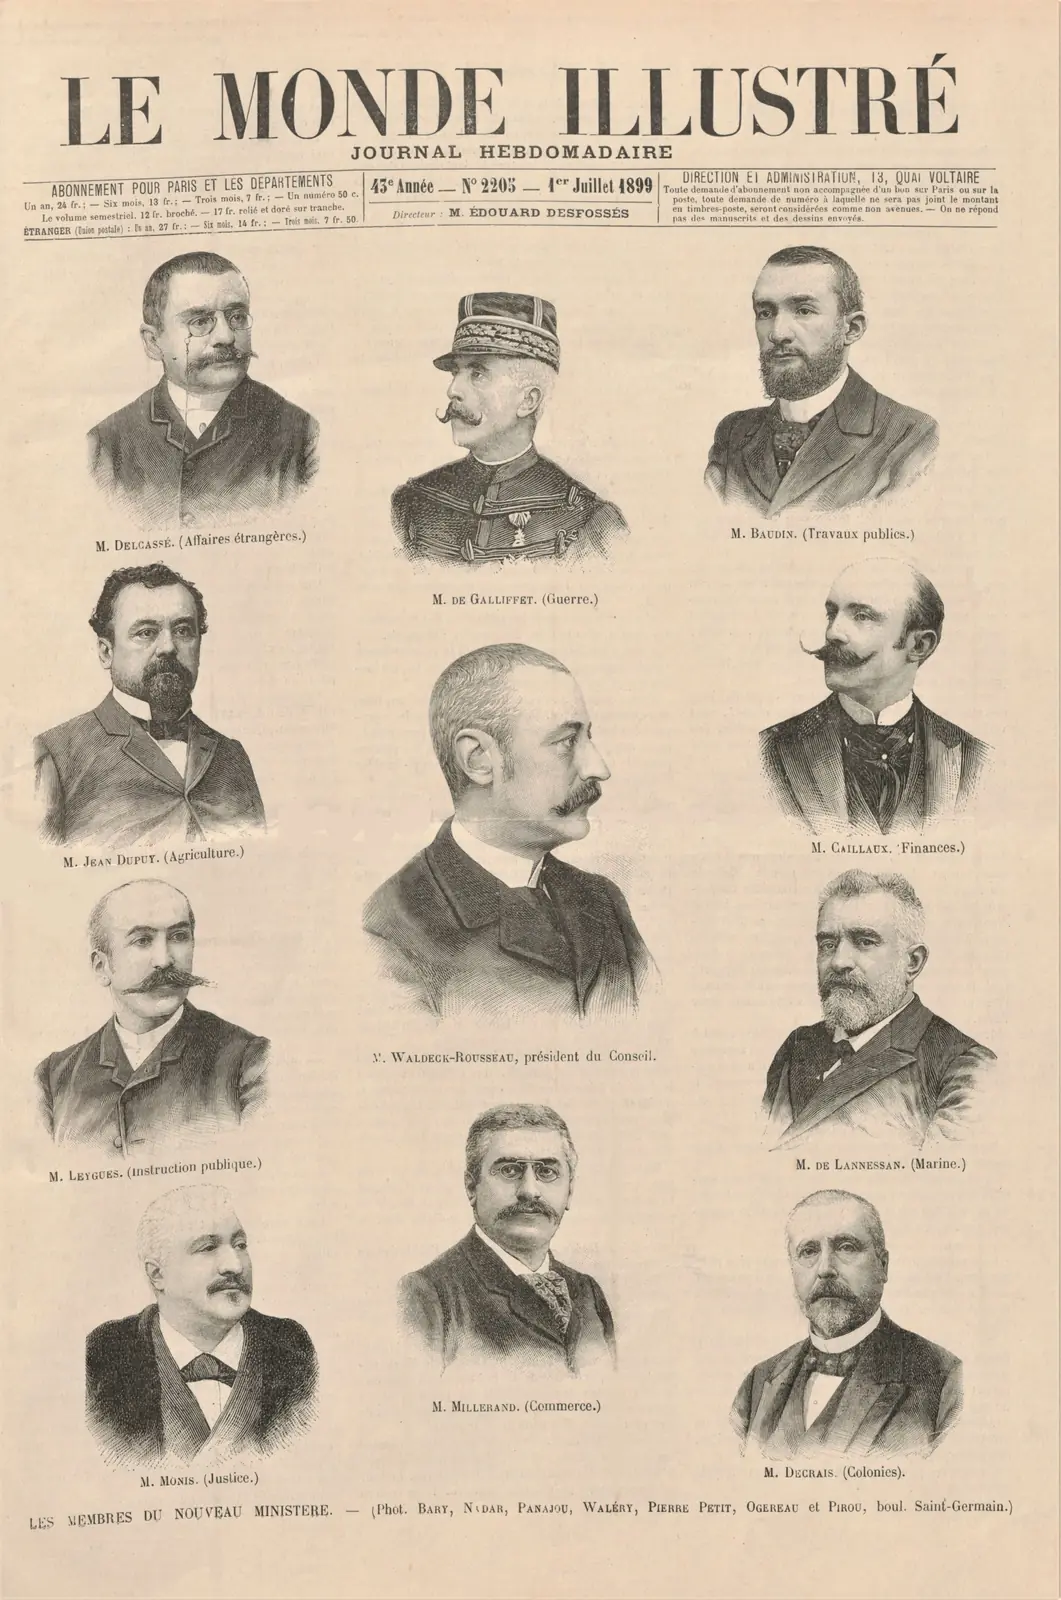 LE MONDE ILLUSTRÉ
JOURNAL HEBDOMADAIRE
ABONNEMENT POUR PARIS ET LES DÉPARTEMENTS
Un an, 24 fr.; — Six mois, 13 fr.; — Trois mois, 7 fr.; — Un numéro 50 c.
Le volume semestriel, 12 fr. broché. — 17 fr. relié et doré sur tranche.
ÉTRANGER (Union postale) : Un an, 27 fr.; — Six mois, 14 fr.; — Trois mois, 7 fr. 50.
43e Année — No 2205 — 1er Juillet 1899
Directeur : M. ÉDOUARD DESFOSSÉS
DIRECTION ET ADMINISTRATION, 13, QUAI VOLTAIRE
Toute demande d'abonnement non accompagnée d'un bon sur Paris ou sur la
poste, toute demande de numéro à laquelle ne sera pas joint le montant
en timbres-poste, seront considérées comme non avenues. — On ne répond
pas des manuscrits et des dessins envoyés.
M. DELCASSÉ. (Affaires étrangères.)
M. DE GALLIFFET. (Guerre.)
M. BAUDIN. (Travaux publics.)
M. JEAN DUPUY. (Agriculture.)
M. CAILLAUX. (Finances.)
M. WALDECK-ROUSSEAU, président du Conseil.
M. LEYGUES. (Instruction publique.)
M. DE LANNESSAN. (Marine.)
M. MILLERAND. (Commerce.)
M. MONIS. (Justice.)
M. DECRAIS. (Colonies).
LES MEMBRES DU NOUVEAU MINISTÈRE. — (Phot. BARY, NADAR, PANAJOU, WALÉRY, PIERRE PETIT, OGEREAU et PIROU, boul. Saint-Germain.)